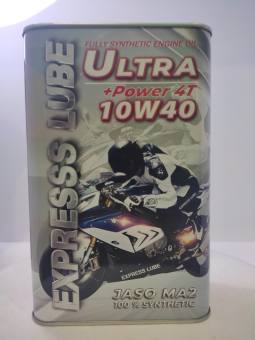 FULLY SYNTHETIC ENGINE OIL
ULTRA
+Power 4T
10W40
EXPRESSS LUBE
EXPRESS LUBE
JASO MA2
100 % SYNTHETIC